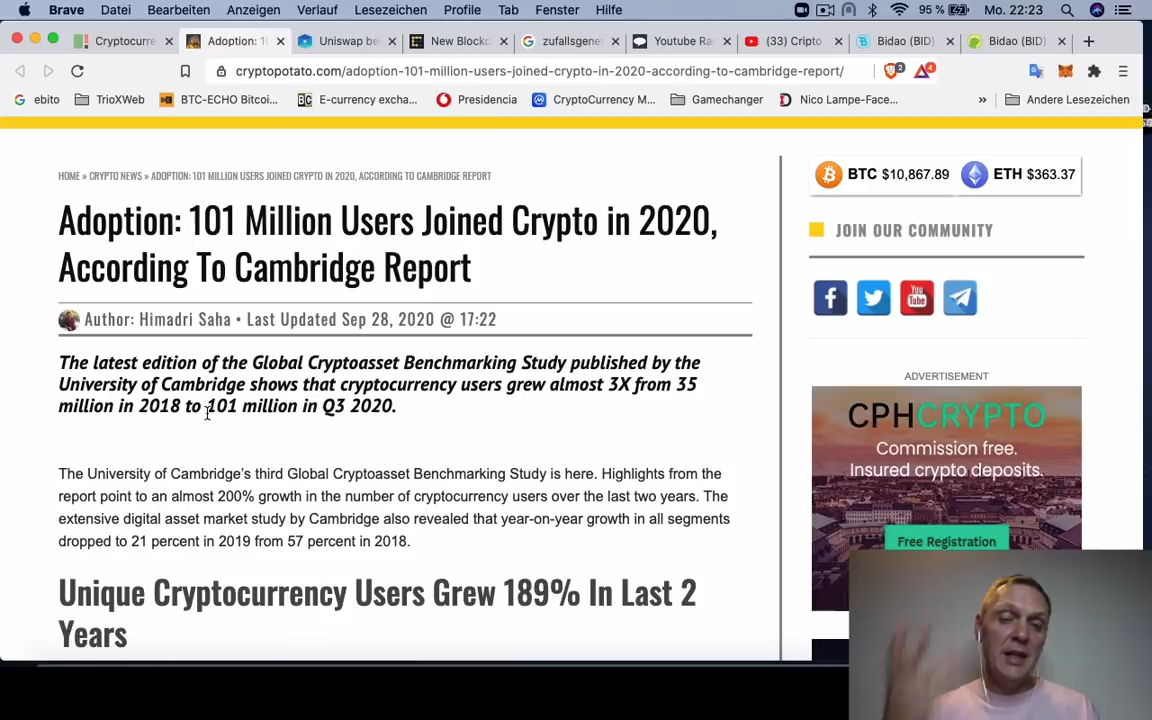 Brave Datei Bearbeiten Anzeigen Verlauf Lesezeichen Profile Tab Fenster Hilfe 95 % Mo. 22:23
Cryptocurre Adoption: 10 Uniswap be New Blockc zufallsgene Youtube Ra (33) Cripto Bidao (BID) Bidao (BID)
cryptopotato.com/adoption-101-million-users-joined-crypto-in-2020-according-to-cambridge-report/ 2 4
ebito TrioXWeb BTC-ECHO Bitcoi... E-currency excha... Presidencia CryptoCurrency M... Gamechanger Nico Lampe-Face... » Andere Lesezeichen
HOME » CRYPTO NEWS » ADOPTION: 101 MILLION USERS JOINED CRYPTO IN 2020, ACCORDING TO CAMBRIDGE REPORT
Adoption: 101 Million Users Joined Crypto in 2020,
According To Cambridge Report
Author: Himadri Saha • Last Updated Sep 28, 2020 @ 17:22
The latest edition of the Global Cryptoasset Benchmarking Study published by the
University of Cambridge shows that cryptocurrency users grew almost 3X from 35
million in 2018 to 101 million in Q3 2020.
The University of Cambridge's third Global Cryptoasset Benchmarking Study is here. Highlights from the
report point to an almost 200% growth in the number of cryptocurrency users over the last two years. The
extensive digital asset market study by Cambridge also revealed that year-on-year growth in all segments
dropped to 21 percent in 2019 from 57 percent in 2018.
Unique Cryptocurrency Users Grew 189% In Last 2
Years
BTC $10,867.89 ETH $363.37
JOIN OUR COMMUNITY
You
Tube
ADVERTISEMENT
CPHCRYPTO
Commission free.
Insured crypto deposits.
Free Registration